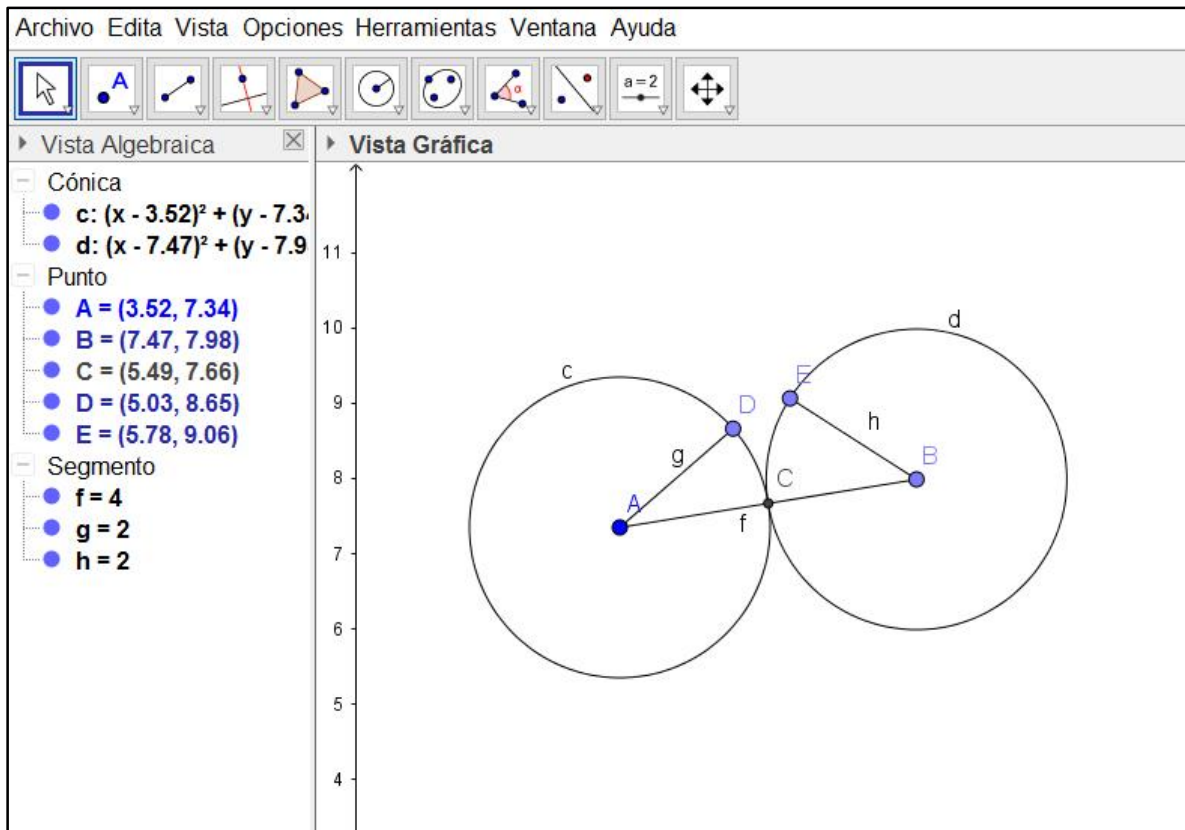 Archivo Edita Vista Opciones Herramientas Ventana Ayuda
A
α
a = 2
Vista Algebraica
Vista Gráfica
Cónica
c: (x - 3.52)² + (y - 7.3
d: (x - 7.47)² + (y - 7.9
Punto
A = (3.52, 7.34)
B = (7.47, 7.98)
C = (5.49, 7.66)
D = (5.03, 8.65)
E = (5.78, 9.06)
Segmento
f = 4
g = 2
h = 2
11
10
9
8
7
6
5
4
c
d
D
E
g
h
A
C
B
f